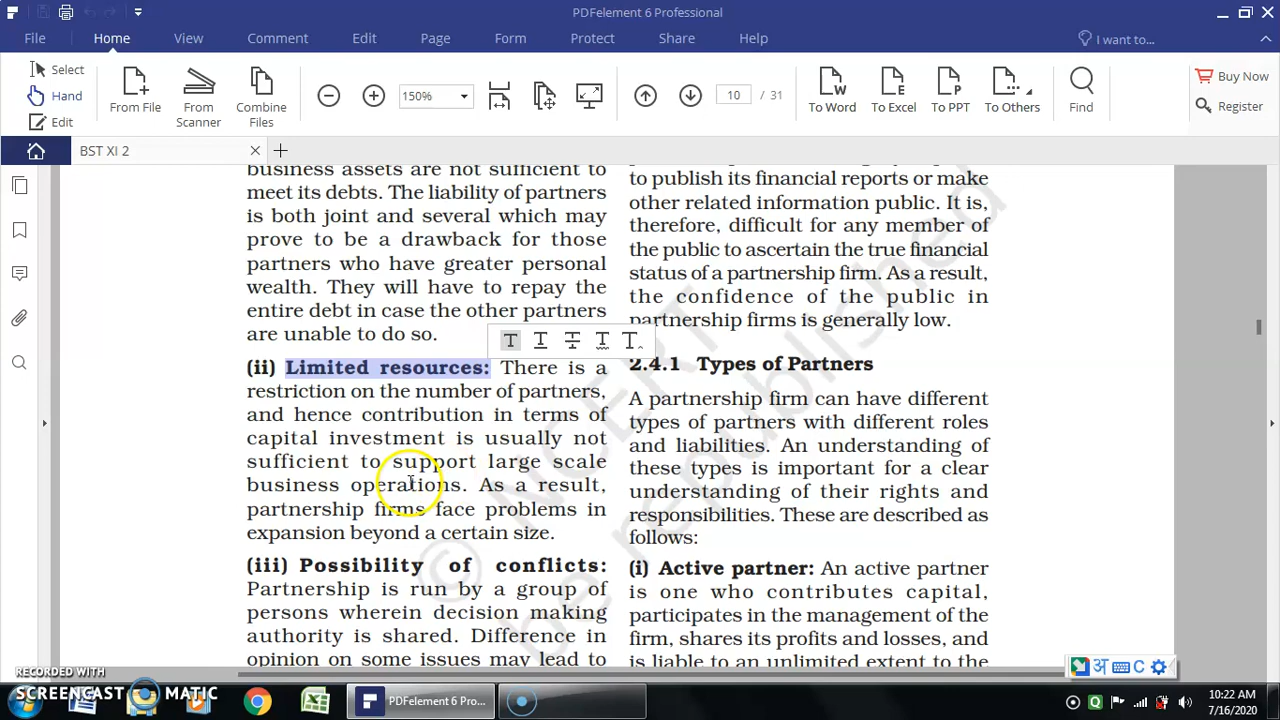 PDFelement 6 Professional
File Home View Comment Edit Page Form Protect Share Help I want to...
Select
Hand
Edit
From File
From Scanner
Combine Files
150%
10 / 31
To Word
To Excel
To PPT
To Others
Find
Buy Now
Register
BST XI 2
business assets are not sufficient to
meet its debts. The liability of partners
is both joint and several which may
prove to be a drawback for those
partners who have greater personal
wealth. They will have to repay the
entire debt in case the other partners
are unable to do so.
(ii) Limited resources: There is a
restriction on the number of partners,
and hence contribution in terms of
capital investment is usually not
sufficient to support large scale
business operations. As a result,
partnership firms face problems in
expansion beyond a certain size.
(iii) Possibility of conflicts:
Partnership is run by a group of
persons wherein decision making
authority is shared. Difference in
opinion on some issues may lead to
to publish its financial reports or make
other related information public. It is,
therefore, difficult for any member of
the public to ascertain the true financial
status of a partnership firm. As a result,
the confidence of the public in
partnership firms is generally low.
2.4.1 Types of Partners
A partnership firm can have different
types of partners with different roles
and liabilities. An understanding of
these types is important for a clear
understanding of their rights and
responsibilities. These are described as
follows:
(i) Active partner: An active partner
is one who contributes capital,
participates in the management of the
firm, shares its profits and losses, and
is liable to an unlimited extent to the
© NCERT
be republished
अ C
RECORDED WITH
SCREENCAST MATIC
PDFelement 6 Pro...
10:22 AM
7/16/2020